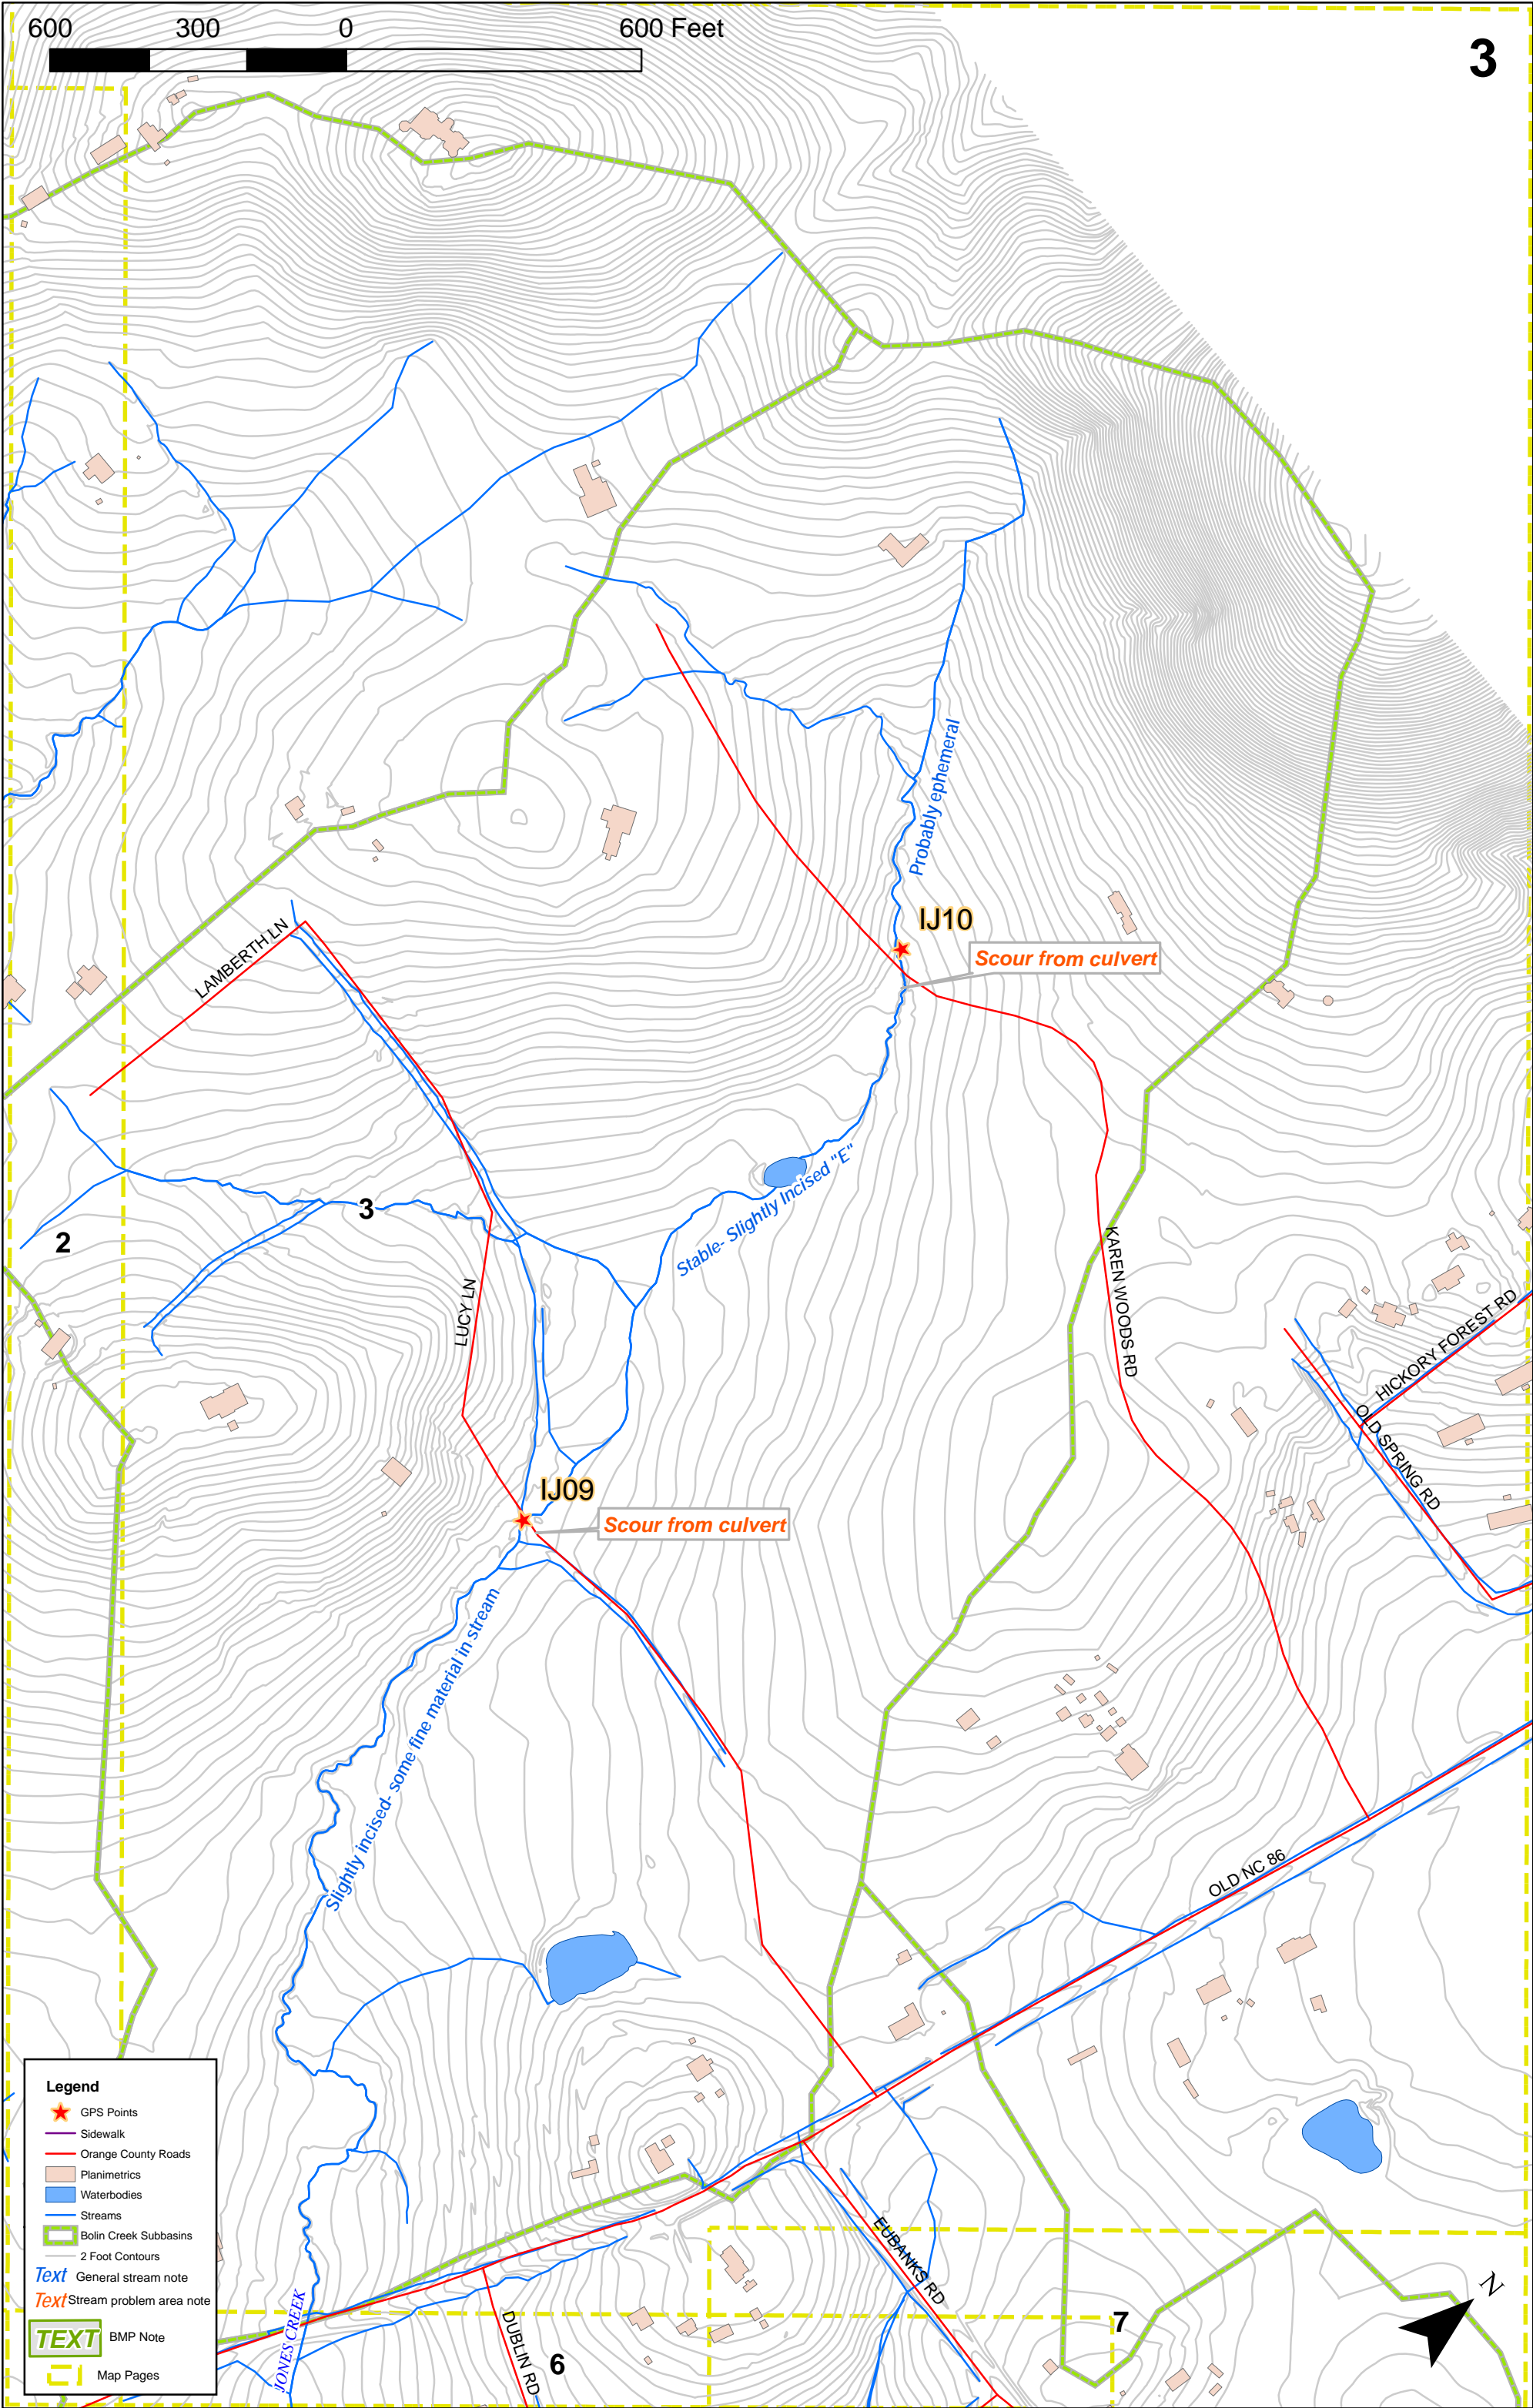 600 300 0 600 Feet
3
Probably ephemeral
IJ10
Scour from culvert
LAMBERTH LN
Stable- Slightly Incised "E"
3
2
KAREN WOODS RD
LUCY LN
HICKORY FOREST RD
OLD SPRING RD
IJ09
Scour from culvert
Slightly incised- some fine material in stream
OLD NC 86
EUBANKS RD
JONES CREEK
DUBLIN RD
6
7
N
Legend
GPS Points
Sidewalk
Orange County Roads
Planimetrics
Waterbodies
Streams
Bolin Creek Subbasins
2 Foot Contours
Text General stream note
Text Stream problem area note
TEXT BMP Note
Map Pages